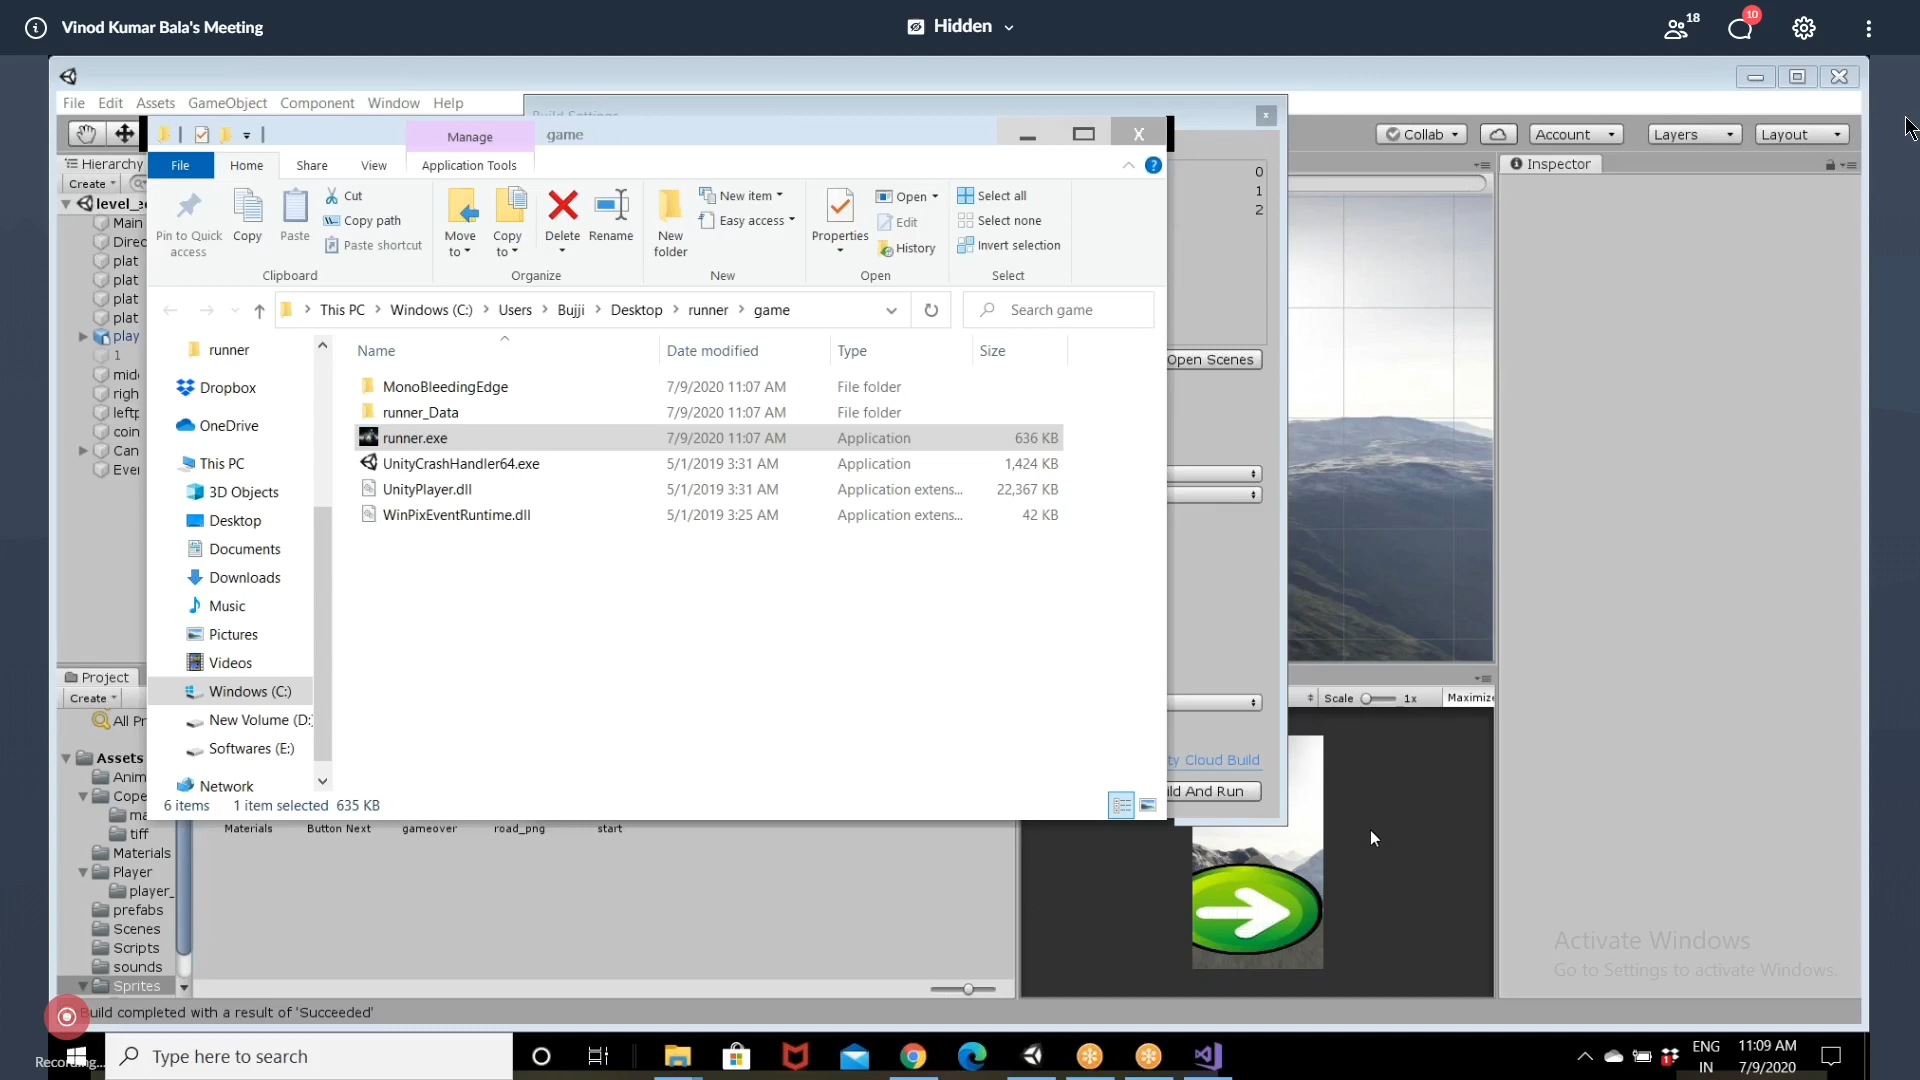 Vinod Kumar Bala's Meeting
Hidden
18
10
File Edit Assets GameObject Component Window Help
Build Settings
Manage
game
Collab
Account
Layers
Layout
File Home Share View Application Tools
Hierarchy
Inspector
Create
Pin to Quick access
Copy
Paste
Cut
Copy path
Paste shortcut
Clipboard
Move to
Copy to
Delete
Rename
Organize
New folder
New item
Easy access
New
Properties
Open
Edit
History
Open
Select all
Select none
Invert selection
Select
0
1
2
Main
Direc
plat
plat
plat
plat
play
1
mid
righ
left
coin
Can
Ever
This PC Windows (C:) Users Bujji Desktop runner game
Search game
Name Date modified Type Size
MonoBleedingEdge 7/9/2020 11:07 AM File folder
runner_Data 7/9/2020 11:07 AM File folder
runner.exe 7/9/2020 11:07 AM Application 636 KB
UnityCrashHandler64.exe 5/1/2019 3:31 AM Application 1,424 KB
UnityPlayer.dll 5/1/2019 3:31 AM Application extens... 22,367 KB
WinPixEventRuntime.dll 5/1/2019 3:25 AM Application extens... 42 KB
runner
Dropbox
OneDrive
This PC
3D Objects
Desktop
Documents
Downloads
Music
Pictures
Videos
Windows (C:)
New Volume (D:)
Softwares (E:)
Network
6 items 1 item selected 635 KB
Open Scenes
ty Cloud Build
ild And Run
Scale 1x
Maximiz
Project
Create
All Pr
Assets
Anim
Cope
ma
tiff
Materials
Player
player_
prefabs
Scenes
Scripts
sounds
Sprites
Materials Button Next gameover road_png start
Activate Windows
Go to Settings to activate Windows.
uild completed with a result of 'Succeeded'
Recording...
Type here to search
ENG
IN
11:09 AM
7/9/2020